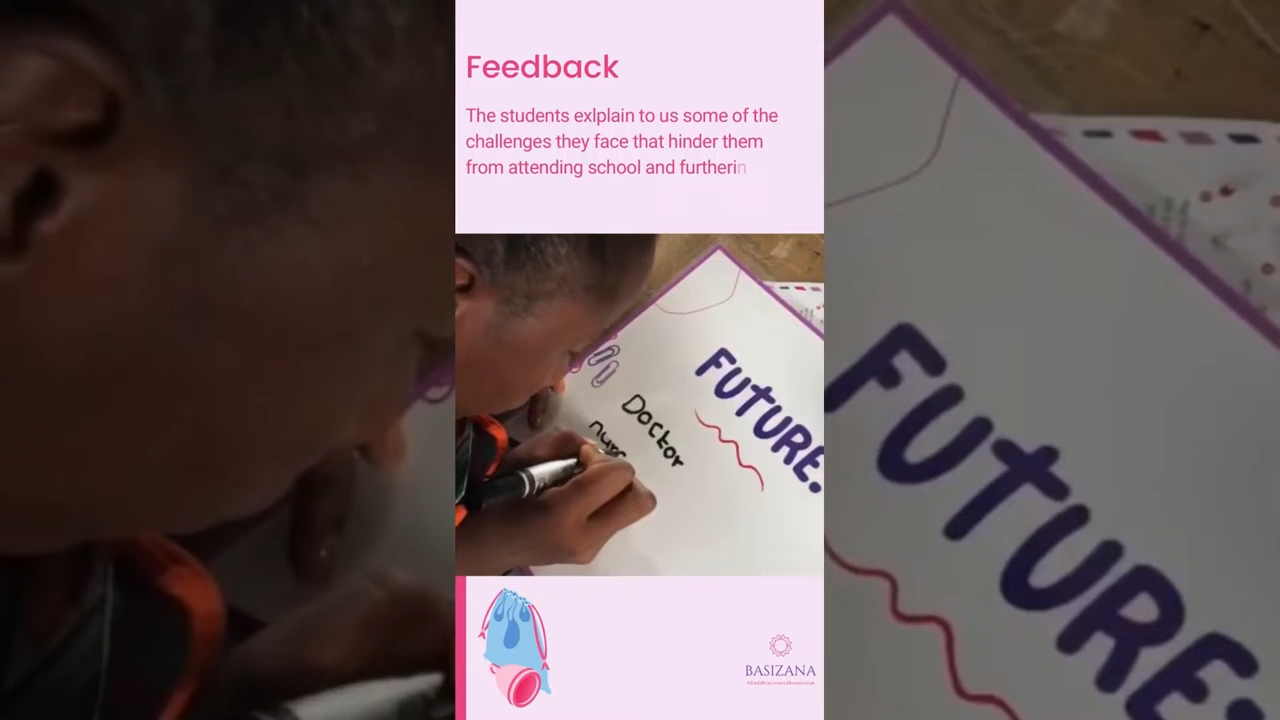 Feedback
The students exlplain to us some of the
challenges they face that hinder them
from attending school and furtherin
FUTURE.
Doctor
nurs
BASIZANA
FUTURE